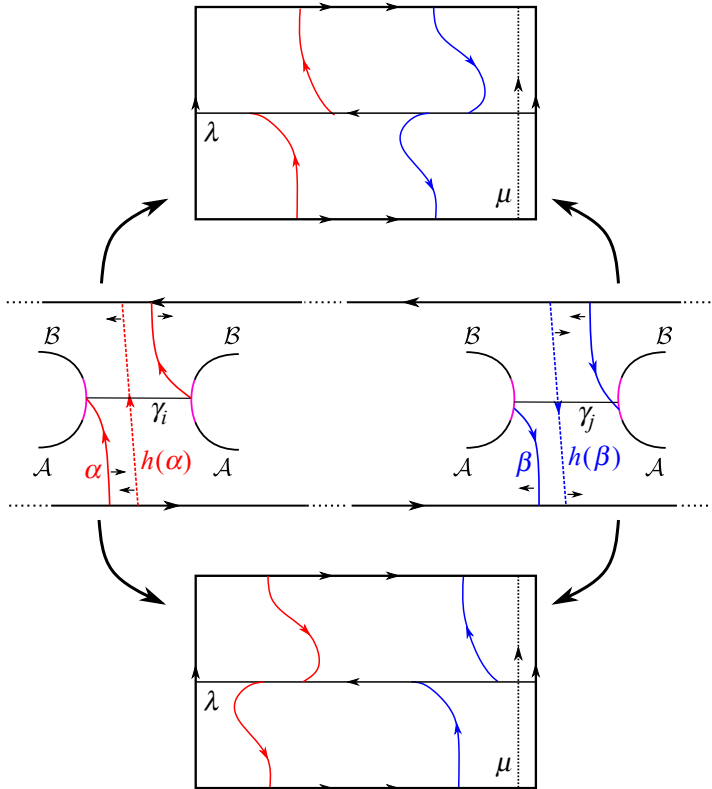 λ
μ
ℬ ℬ ℬ ℬ
γᵢ γⱼ
α h(α) β h(β)
𝒜 𝒜 𝒜 𝒜
λ
μ